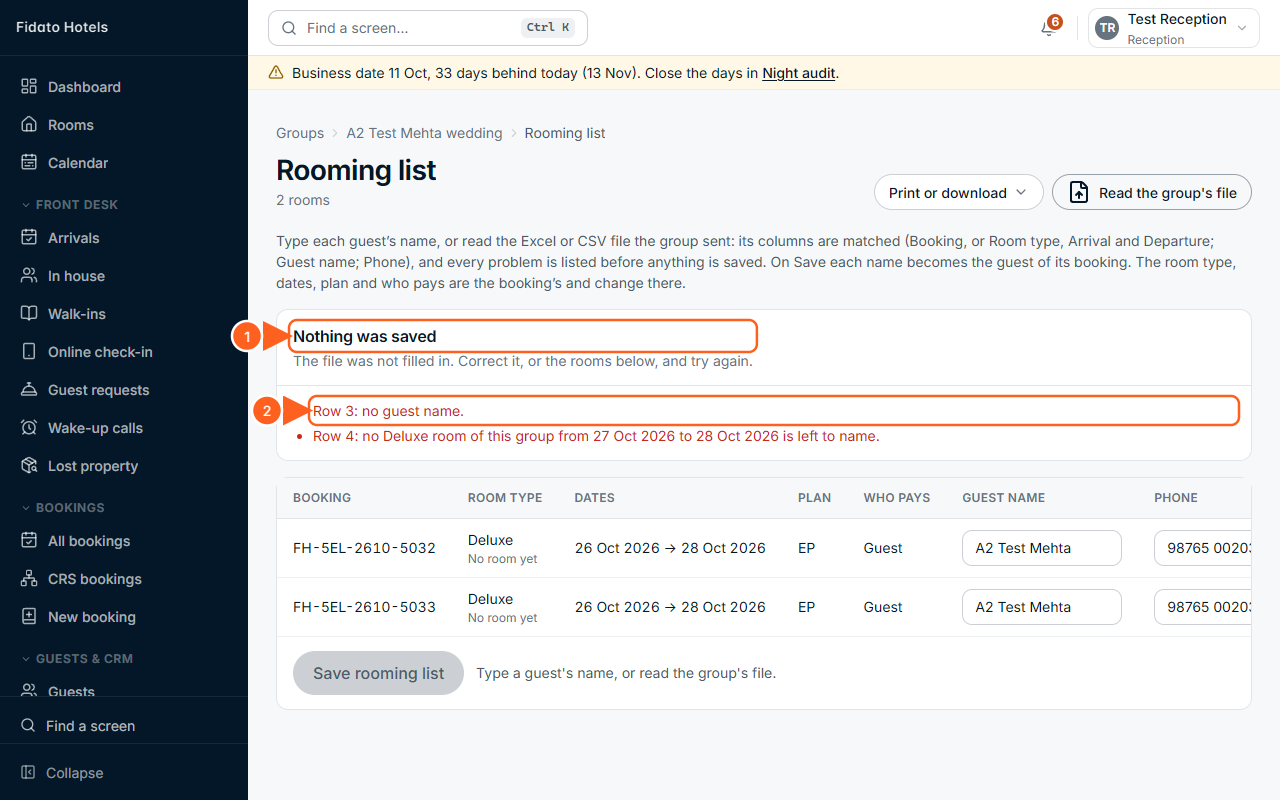 Fidato Hotels
Find a screen...
Ctrl K
6
TR
Test Reception
Reception
Business date 11 Oct, 33 days behind today (13 Nov). Close the days in Night audit.
Dashboard
Rooms
Calendar
FRONT DESK
Arrivals
In house
Walk-ins
Online check-in
Guest requests
Wake-up calls
Lost property
BOOKINGS
All bookings
CRS bookings
New booking
GUESTS & CRM
Guests
Find a screen
Collapse
Groups > A2 Test Mehta wedding > Rooming list
Rooming list
2 rooms
Print or download
Read the group's file
Type each guest’s name, or read the Excel or CSV file the group sent: its columns are matched (Booking, or Room type, Arrival and Departure;
Guest name; Phone), and every problem is listed before anything is saved. On Save each name becomes the guest of its booking. The room type,
dates, plan and who pays are the booking’s and change there.
1
Nothing was saved
The file was not filled in. Correct it, or the rooms below, and try again.
2
Row 3: no guest name.
• Row 4: no Deluxe room of this group from 27 Oct 2026 to 28 Oct 2026 is left to name.
BOOKING ROOM TYPE DATES PLAN WHO PAYS GUEST NAME PHONE
FH-5EL-2610-5032 Deluxe 26 Oct 2026 → 28 Oct 2026 EP Guest A2 Test Mehta 98765 0020
No room yet
FH-5EL-2610-5033 Deluxe 26 Oct 2026 → 28 Oct 2026 EP Guest A2 Test Mehta 98765 0020
No room yet
Save rooming list
Type a guest's name, or read the group's file.